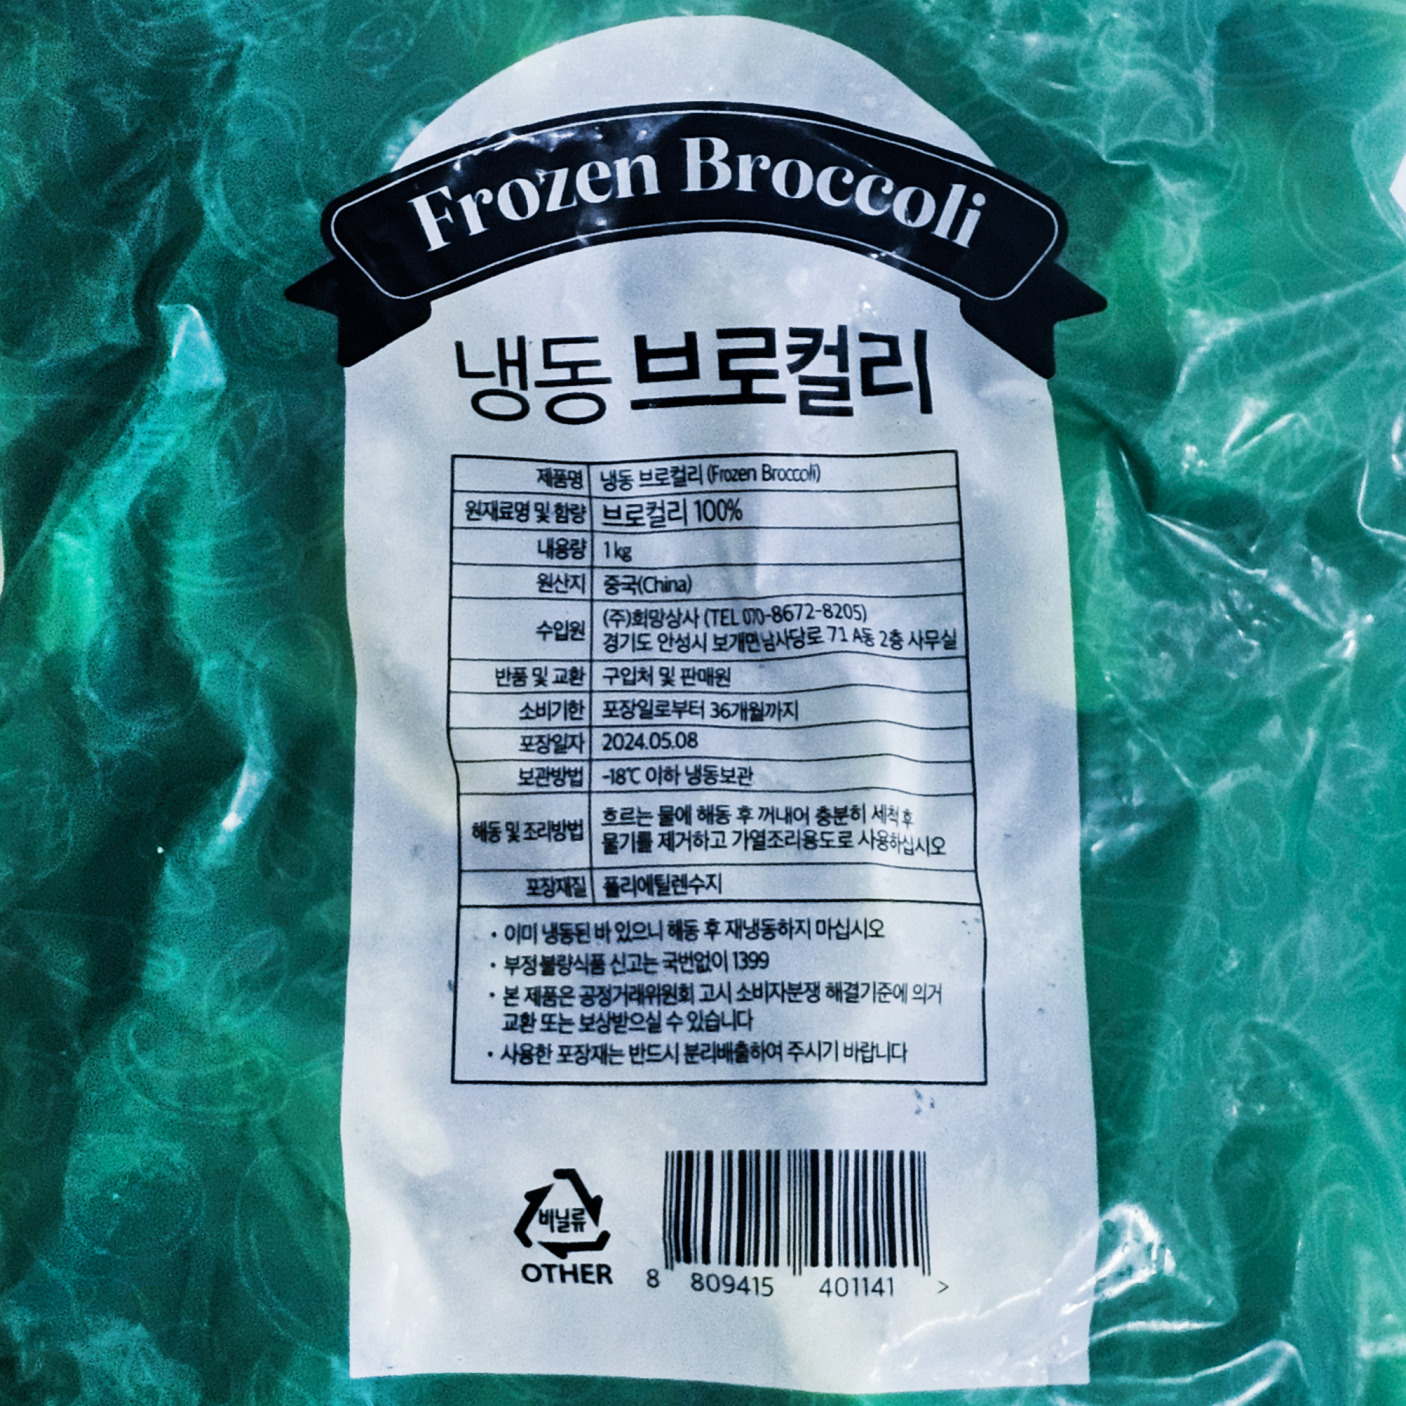 Frozen Broccoli
냉동 브로컬리
제품명 냉동 브로컬리 (Frozen Broccoli)
원재료명 및 함량 브로컬리 100%
내용량 1kg
원산지 중국(China)
수입원 (주)희망상사 (TEL 070-8672-8205)
경기도 안성시 보개면 남사당로 71 A동 2층 사무실
반품 및 교환 구입처 및 판매원
소비기한 포장일로부터 36개월까지
포장일자 2024.05.08
보관방법 -18℃ 이하 냉동보관
해동 및 조리방법 흐르는 물에 해동 후 꺼내어 충분히 세척 후
물기를 제거하고 가열조리용도로 사용하십시오
포장재질 폴리에틸렌수지
• 이미 냉동된 바 있으니 해동 후 재냉동하지 마십시오
• 부정 불량식품 신고는 국번없이 1399
• 본 제품은 공정거래위원회 고시 소비자분쟁 해결기준에 의거
교환 또는 보상받으실 수 있습니다
• 사용한 포장재는 반드시 분리배출하여 주시기 바랍니다
비닐류
OTHER
8 809415 401141 >